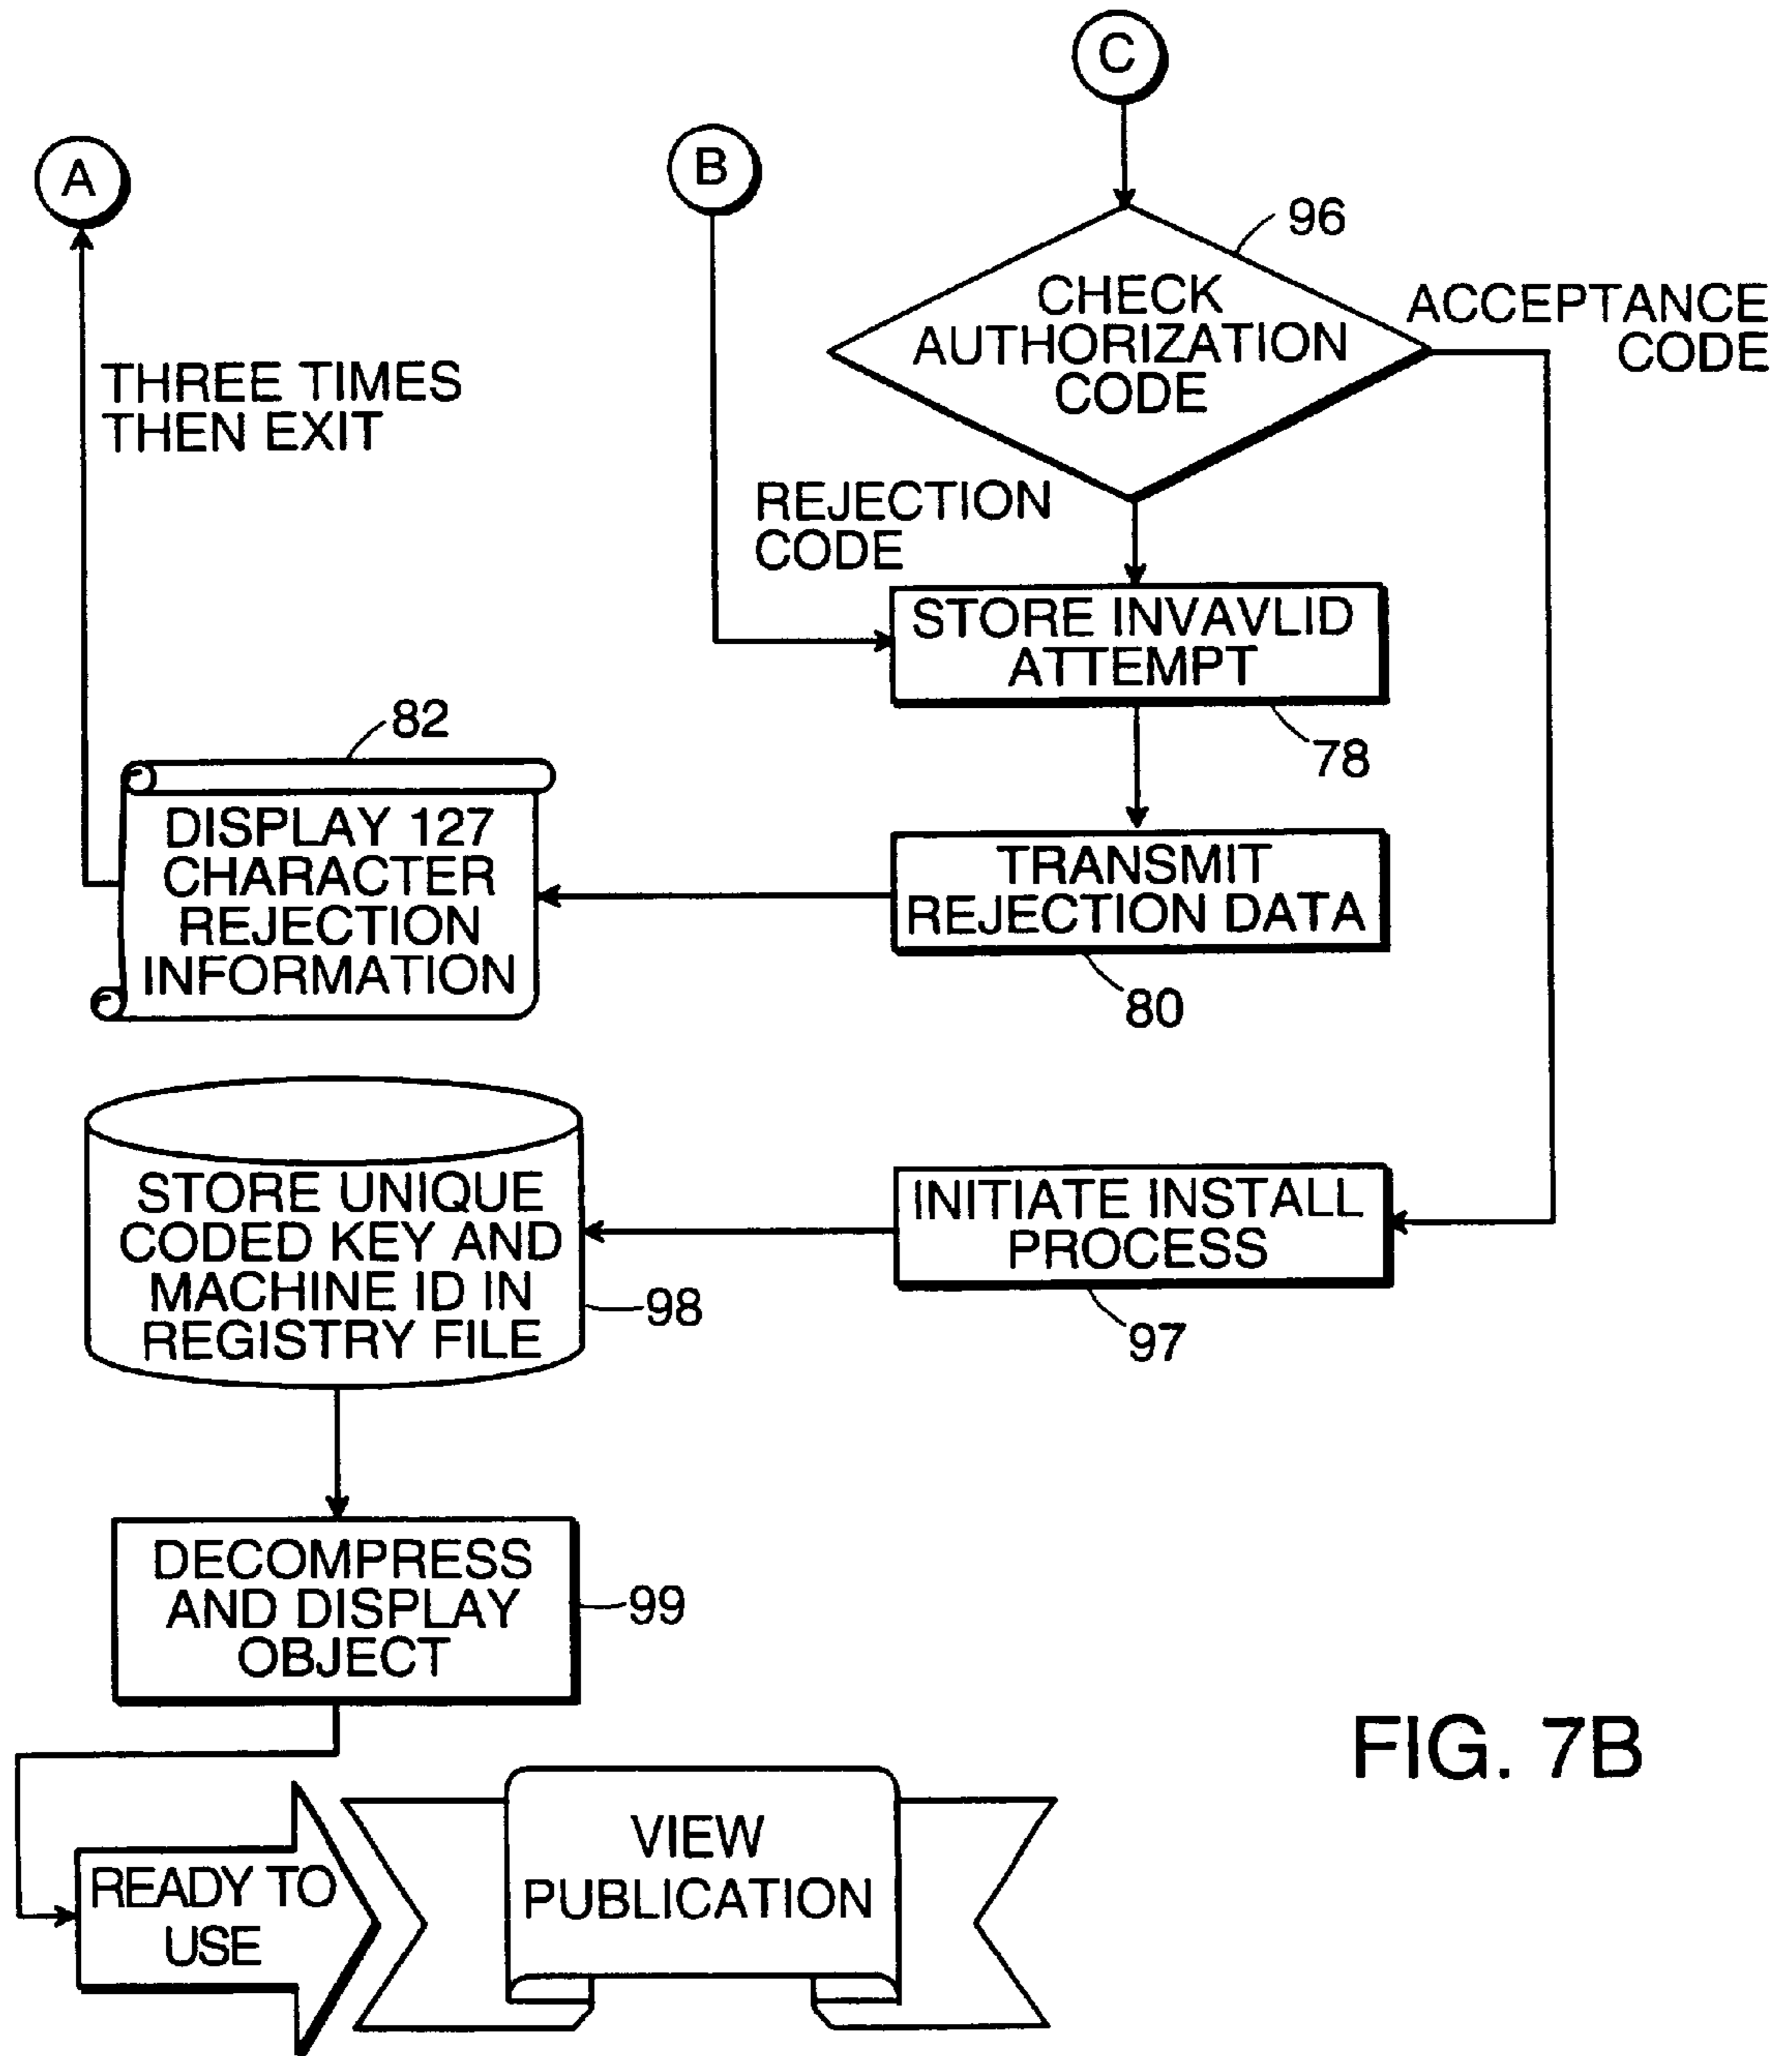 C
A
B
96
CHECK
AUTHORIZATION
CODE
ACCEPTANCE
CODE
THREE TIMES
THEN EXIT
REJECTION
CODE
STORE INVAVLID
ATTEMPT
78
82
DISPLAY 127
CHARACTER
REJECTION
INFORMATION
TRANSMIT
REJECTION DATA
80
STORE UNIQUE
CODED KEY AND
MACHINE ID IN
REGISTRY FILE
98
INITIATE INSTALL
PROCESS
97
DECOMPRESS
AND DISPLAY
OBJECT
99
FIG. 7B
READY TO
USE
VIEW
PUBLICATION